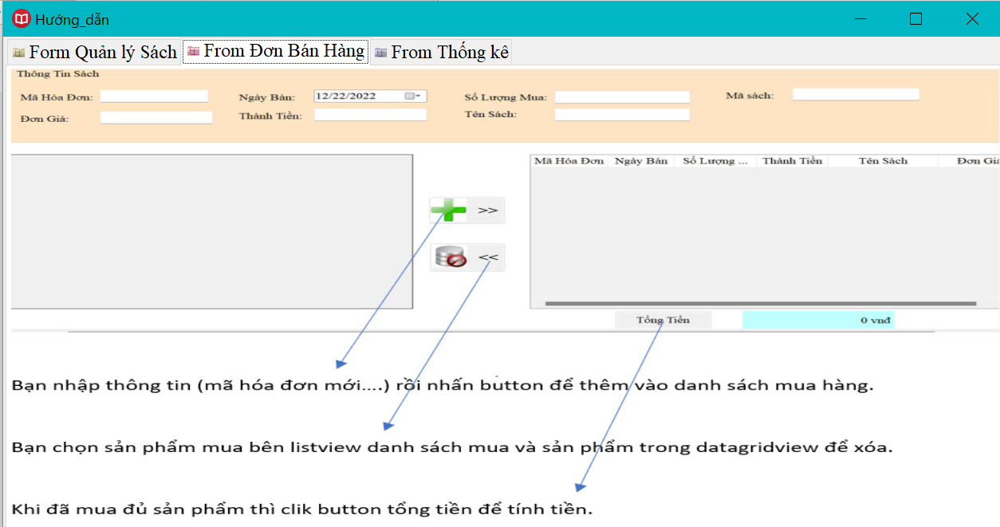 Hướng_dẫn
Form Quản lý Sách From Đơn Bán Hàng From Thống kê
Thông Tin Sách
Mã Hóa Đơn: Ngày Bán: 12/22/2022 Số Lượng Mua: Mã sách:
Đơn Giá: Thành Tiền: Tên Sách:
Mã Hóa Đơn Ngày Bán Số Lượng ... Thành Tiền Tên Sách Đơn Giá
>>
<<
Tổng Tiền 0 vnđ
Bạn nhập thông tin (mã hóa đơn mới....) rồi nhấn button để thêm vào danh sách mua hàng.
Bạn chọn sản phẩm mua bên listview danh sách mua và sản phẩm trong datagridview để xóa.
Khi đã mua đủ sản phẩm thì clik button tổng tiền để tính tiền.